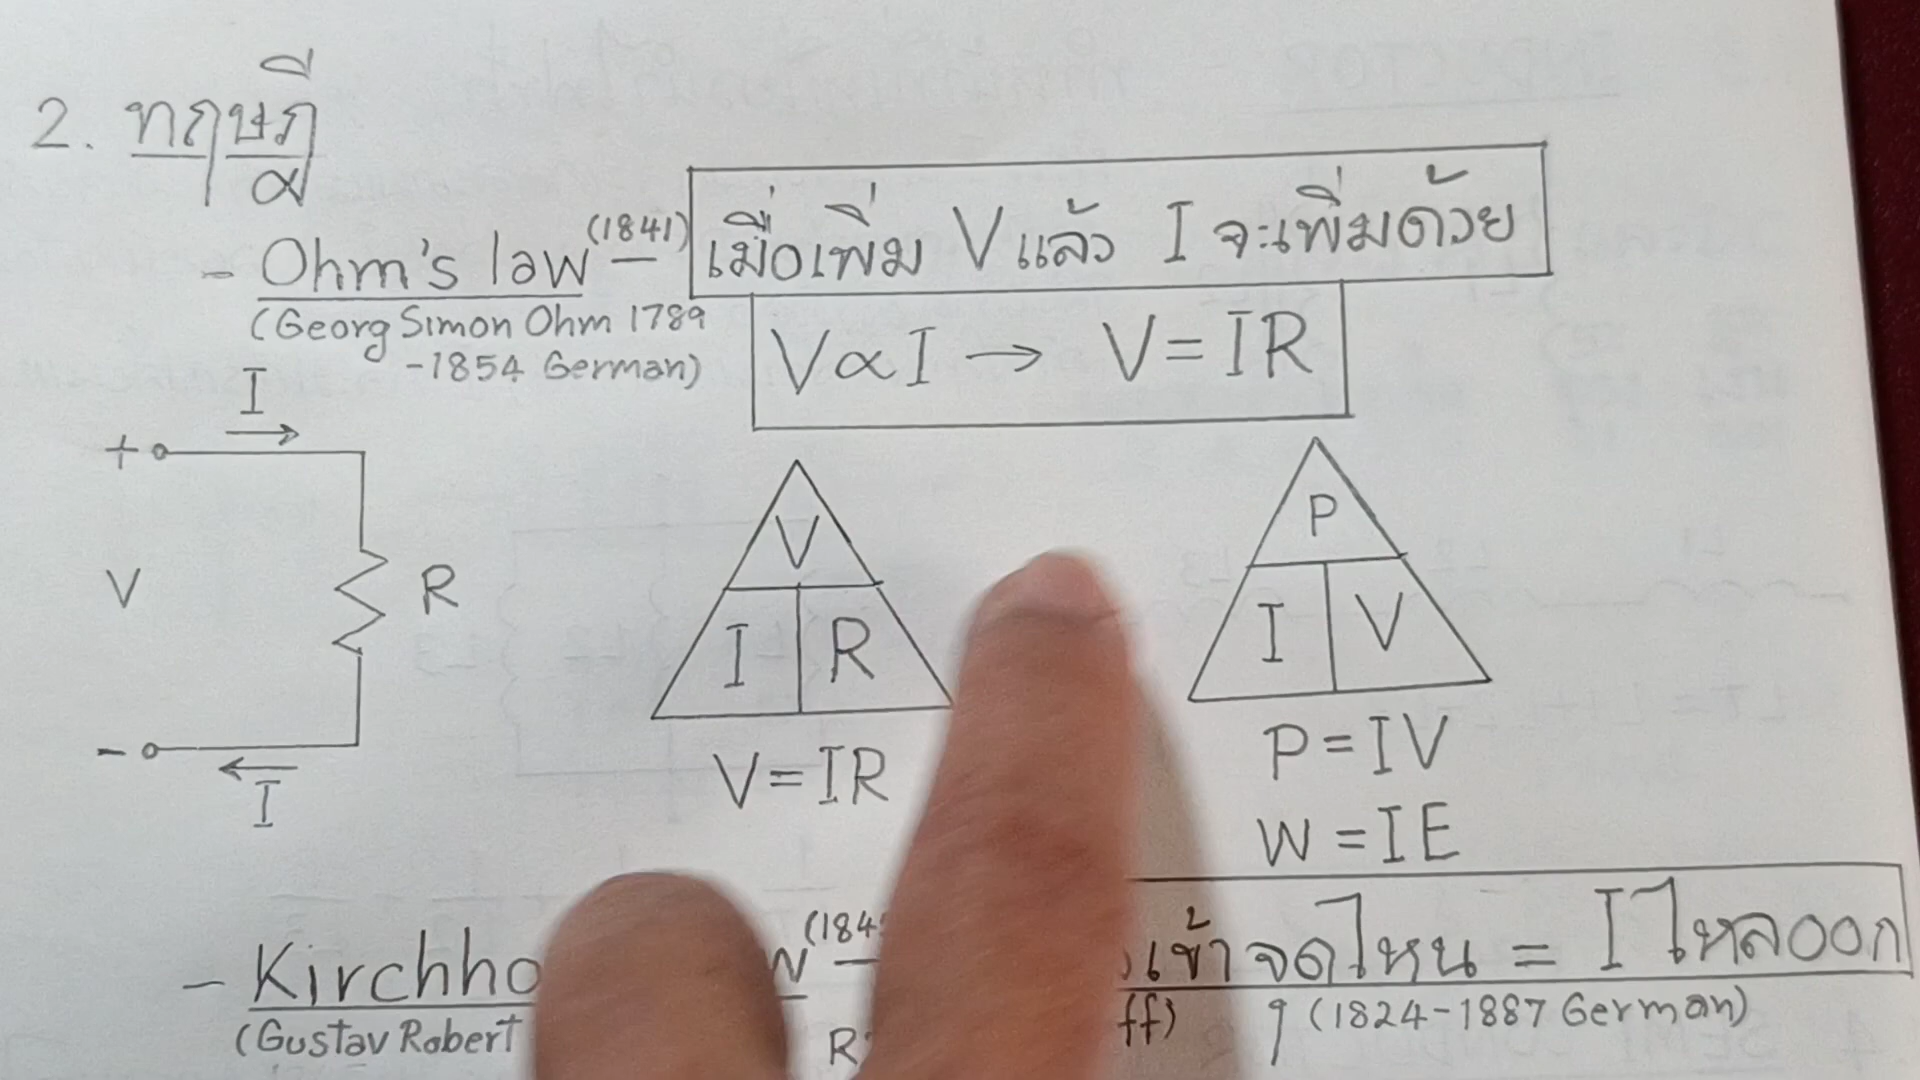 2. ทฤษฎี
- Ohm's law (1841) — เมื่อเพิ่ม V แล้ว I จะเพิ่มด้วย
(Georg Simon Ohm 1789
-1854 German)
V ∝ I → V = IR
I
+
V
R
-
I
V
I R
V = IR
P
I V
P = IV
W = IE
- Kirchho
เข้าจุดไหน = I ไหลออก
(Gustav Robert
ff) (1824-1887 German)